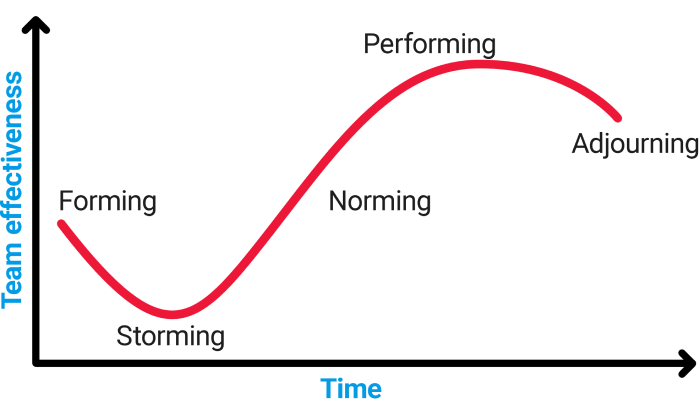 Performing
Adjourning
Forming
Norming
Storming
Team effectiveness
Time